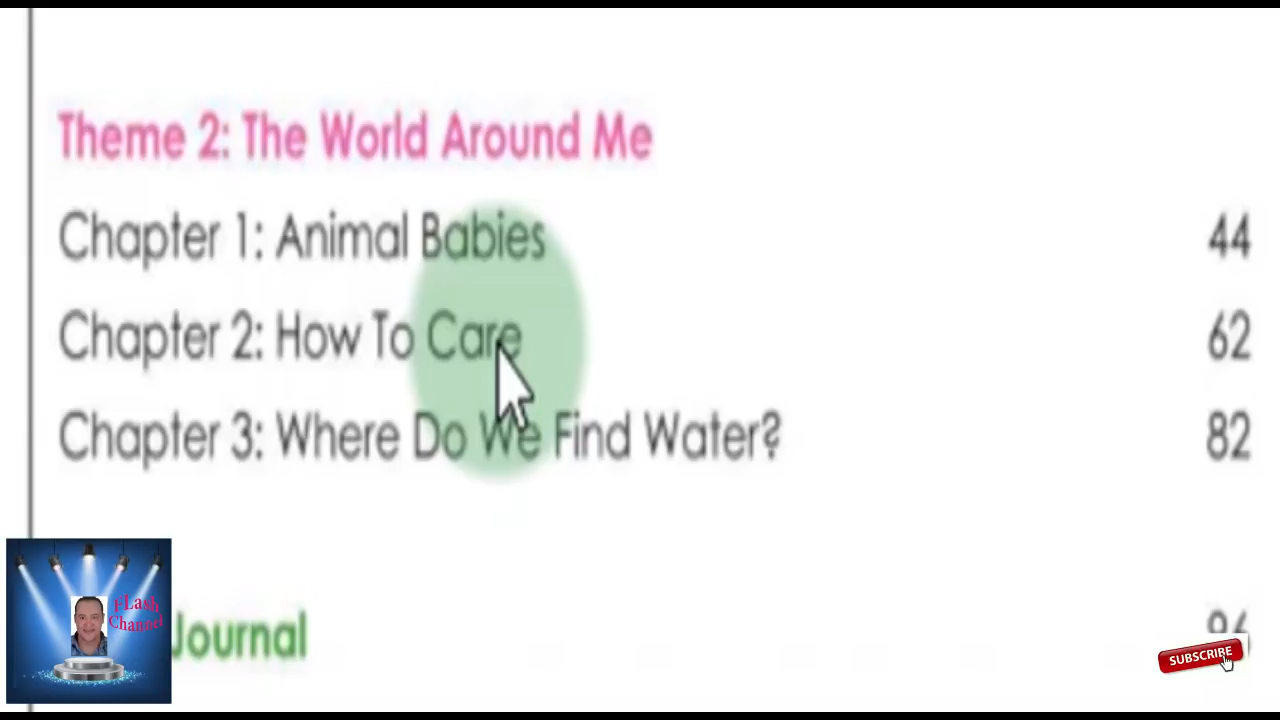 Theme 2: The World Around Me
Chapter 1: Animal Babies 44
Chapter 2: How To Care 62
Chapter 3: Where Do We Find Water? 82
Journal
FLash
Channel
SUBSCRIBE